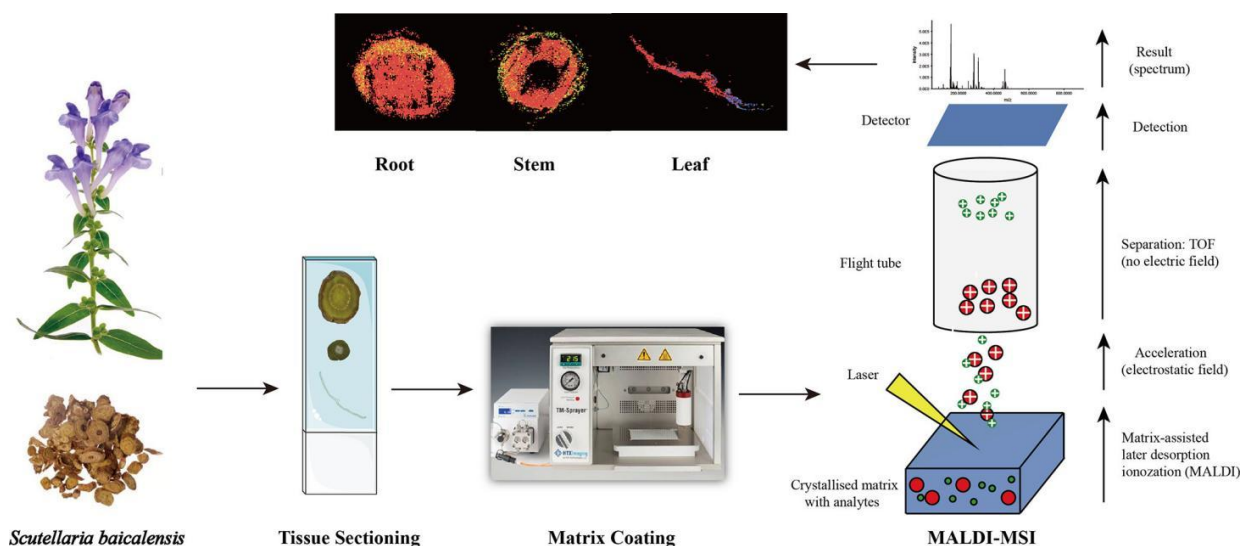 Root
Stem
Leaf
Result
(spectrum)
Detector
Detection
Flight tube
Separation: TOF
(no electric field)
Acceleration
(electrostatic field)
Laser
Matrix-assisted
later desorption
ionozation (MALDI)
Crystallised matrix
with analytes
TM-Sprayer
Scutellaria baicalensis
Tissue Sectioning
Matrix Coating
MALDI-MSI